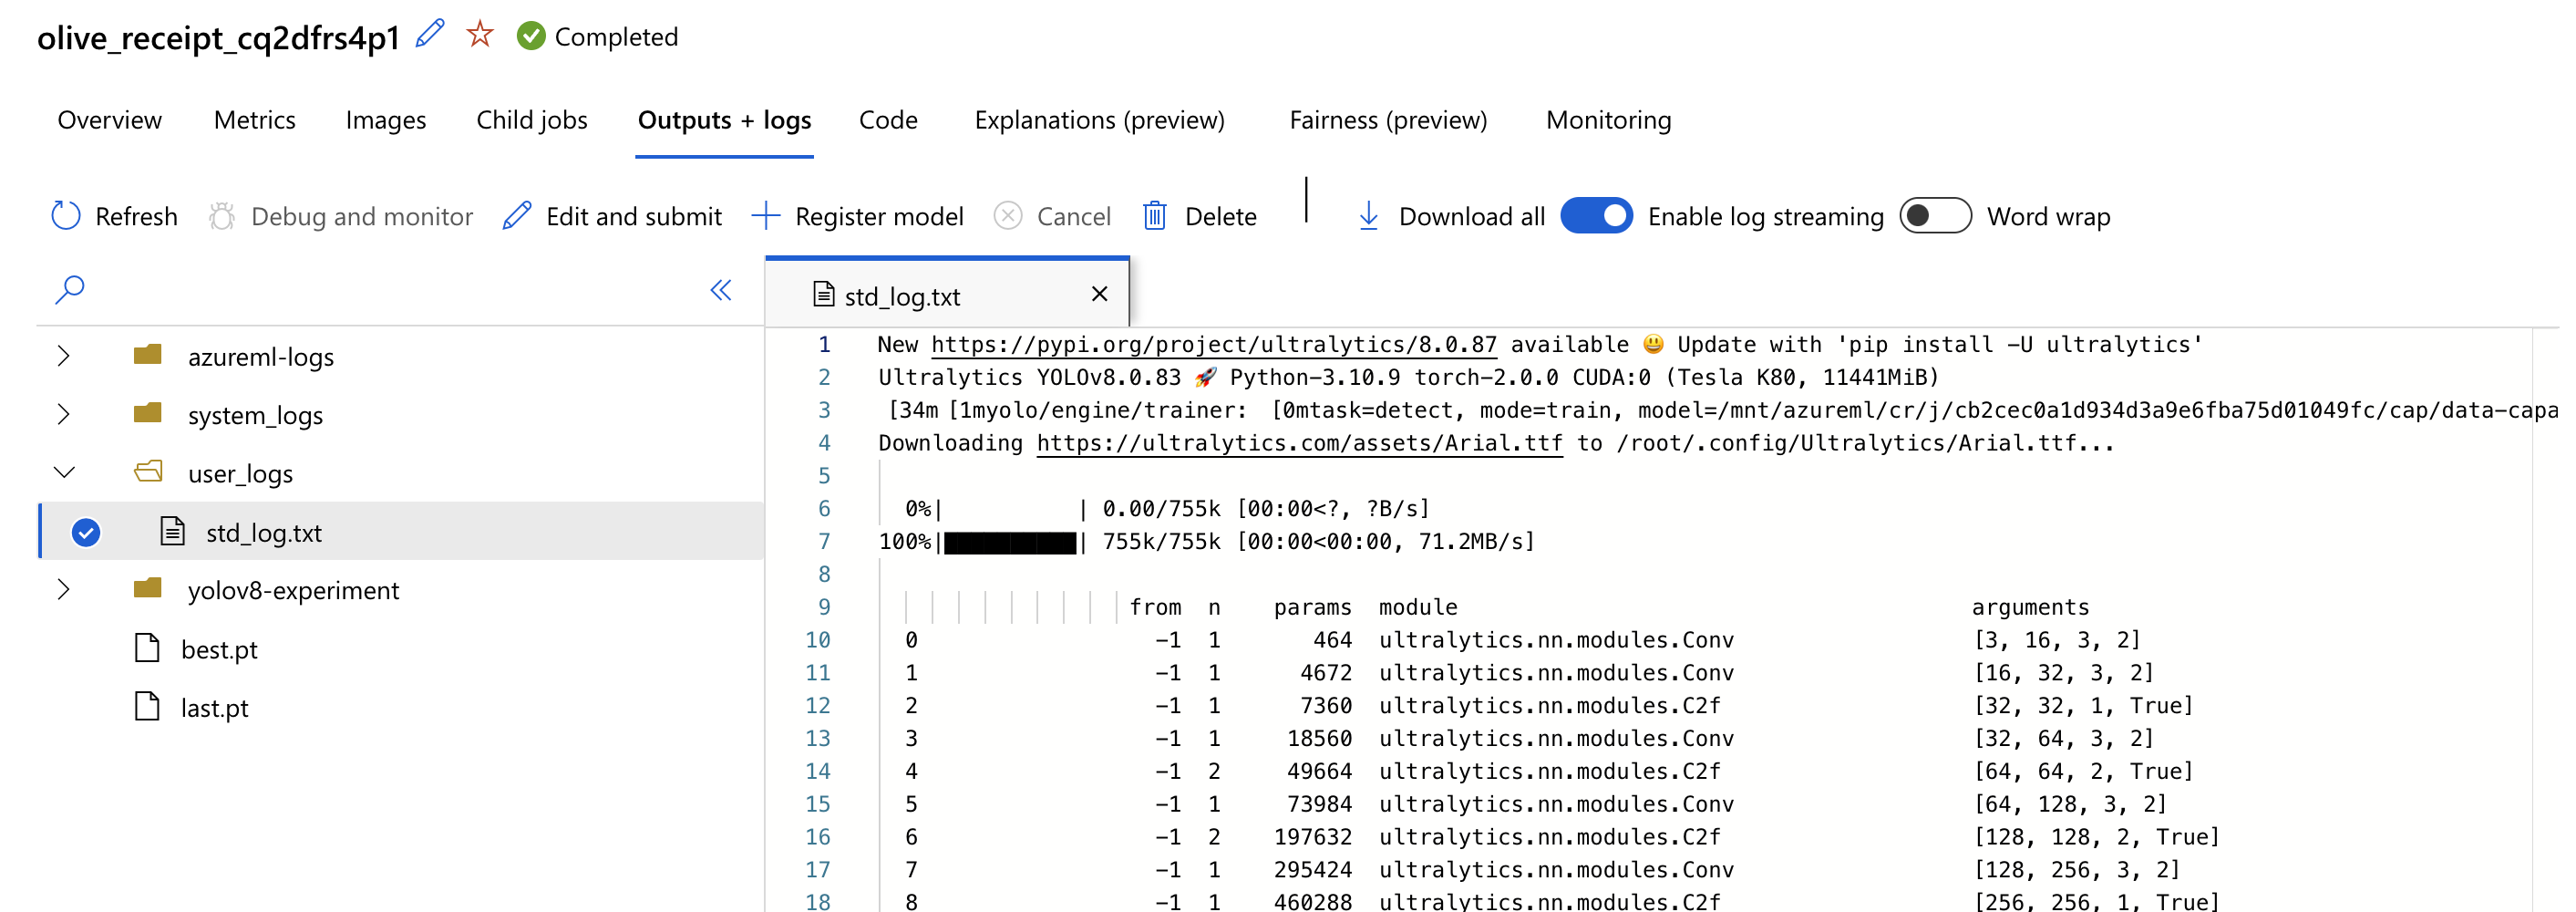 olive_receipt_cq2dfrs4p1 Completed
Overview Metrics Images Child jobs Outputs + logs Code Explanations (preview) Fairness (preview) Monitoring
Refresh Debug and monitor Edit and submit Register model Cancel Delete Download all Enable log streaming Word wrap
azureml-logs
system_logs
user_logs
std_log.txt
yolov8-experiment
best.pt
last.pt
std_log.txt
1 New https://pypi.org/project/ultralytics/8.0.87 available 😃 Update with 'pip install -U ultralytics'
2 Ultralytics YOLOv8.0.83 🚀 Python-3.10.9 torch-2.0.0 CUDA:0 (Tesla K80, 11441MiB)
3 [34m [1myolo/engine/trainer: [0mtask=detect, mode=train, model=/mnt/azureml/cr/j/cb2cec0a1d934d3a9e6fba75d01049fc/cap/data-capa
4 Downloading https://ultralytics.com/assets/Arial.ttf to /root/.config/Ultralytics/Arial.ttf...
5
6 0%| | 0.00/755k [00:00<?, ?B/s]
7 100%|██████████| 755k/755k [00:00<00:00, 71.2MB/s]
8
9 from n params module arguments
10 0 -1 1 464 ultralytics.nn.modules.Conv [3, 16, 3, 2]
11 1 -1 1 4672 ultralytics.nn.modules.Conv [16, 32, 3, 2]
12 2 -1 1 7360 ultralytics.nn.modules.C2f [32, 32, 1, True]
13 3 -1 1 18560 ultralytics.nn.modules.Conv [32, 64, 3, 2]
14 4 -1 2 49664 ultralytics.nn.modules.C2f [64, 64, 2, True]
15 5 -1 1 73984 ultralytics.nn.modules.Conv [64, 128, 3, 2]
16 6 -1 2 197632 ultralytics.nn.modules.C2f [128, 128, 2, True]
17 7 -1 1 295424 ultralytics.nn.modules.Conv [128, 256, 3, 2]
18 8 -1 1 460288 ultralytics.nn.modules.C2f [256, 256, 1, True]